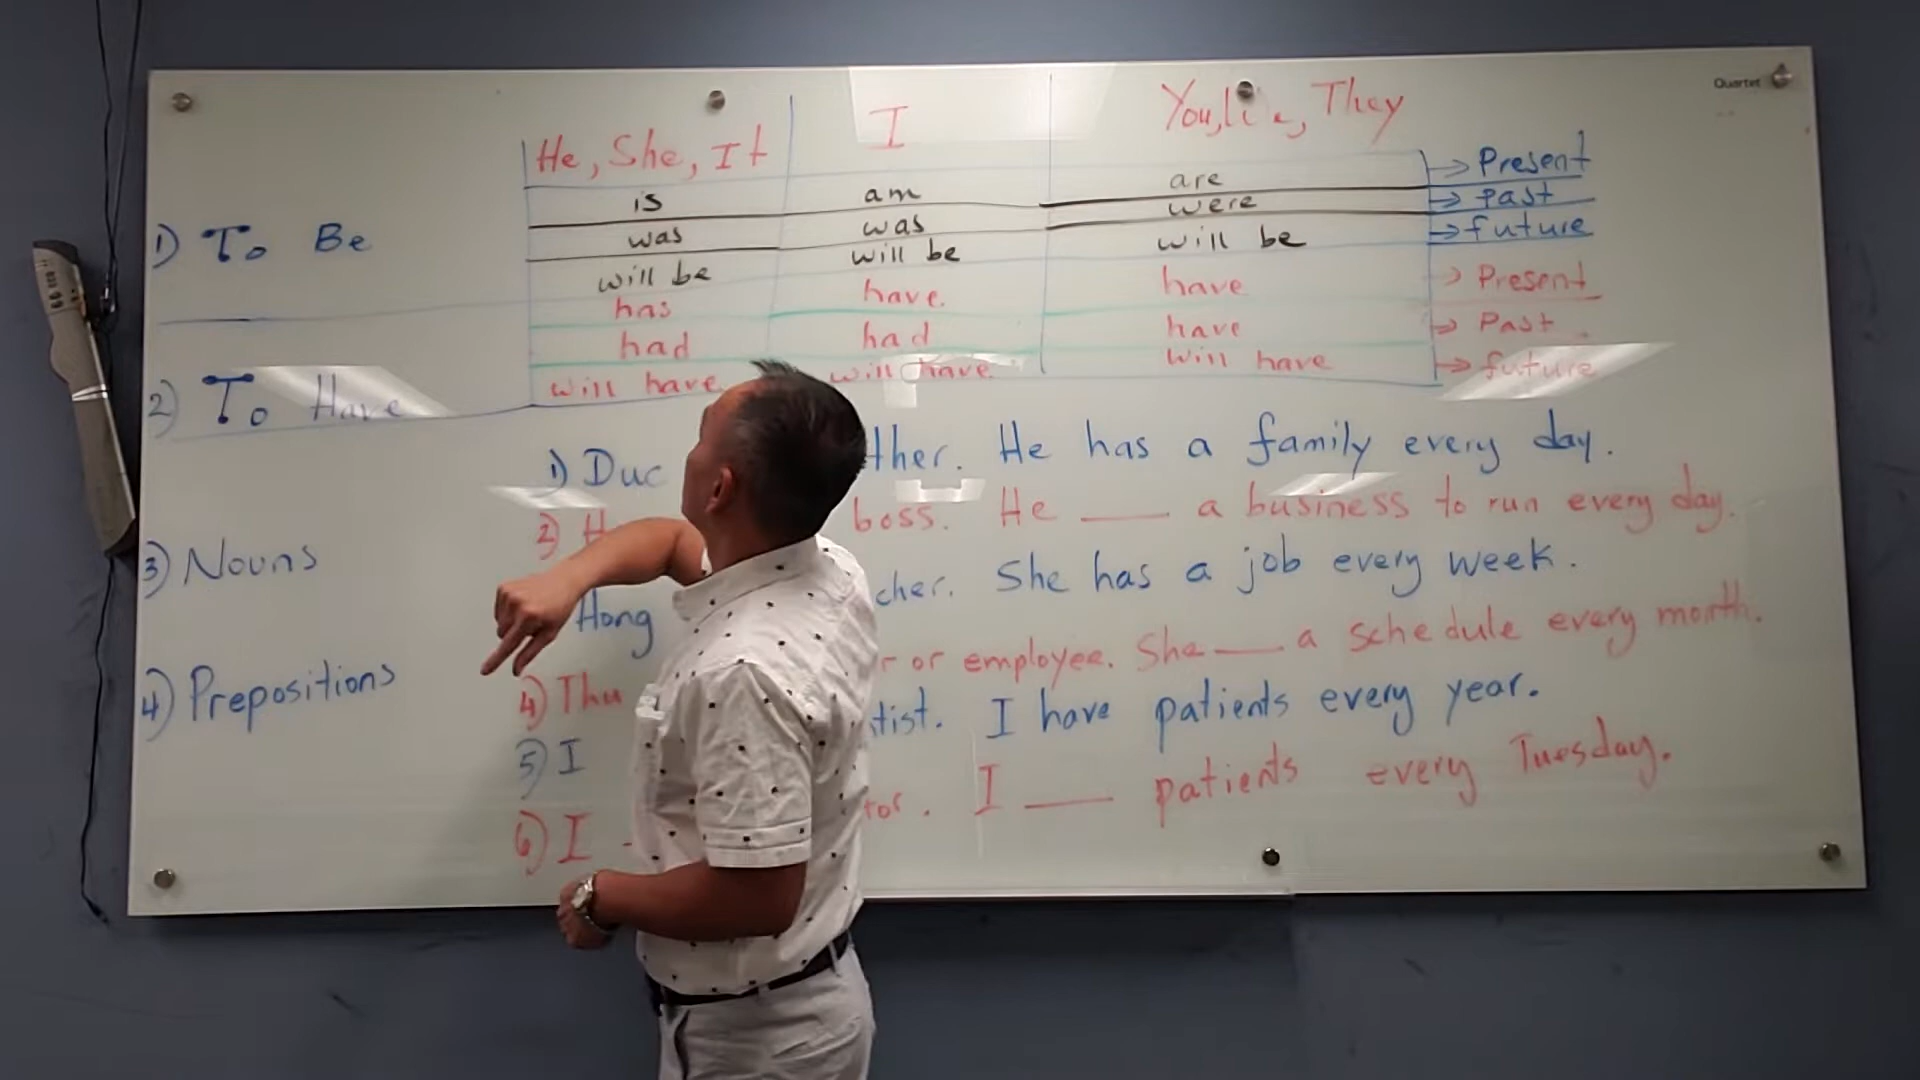 Quartet
He, She, It I You, We, They
is am are → Present
was was were → Past
will be will be will be → future
1) To Be
has have have → Present
had had have → Past
will have will have will have → future
2) To Have
1) Duc ther. He has a family every day.
2) H boss. He ___ a business to run every day.
Hong cher. She has a job every week.
4) Thu r or employee. She ___ a schedule every month.
5) I tist. I have patients every year.
6) I tor. I ___ patients every Tuesday.
3) Nouns
4) Prepositions